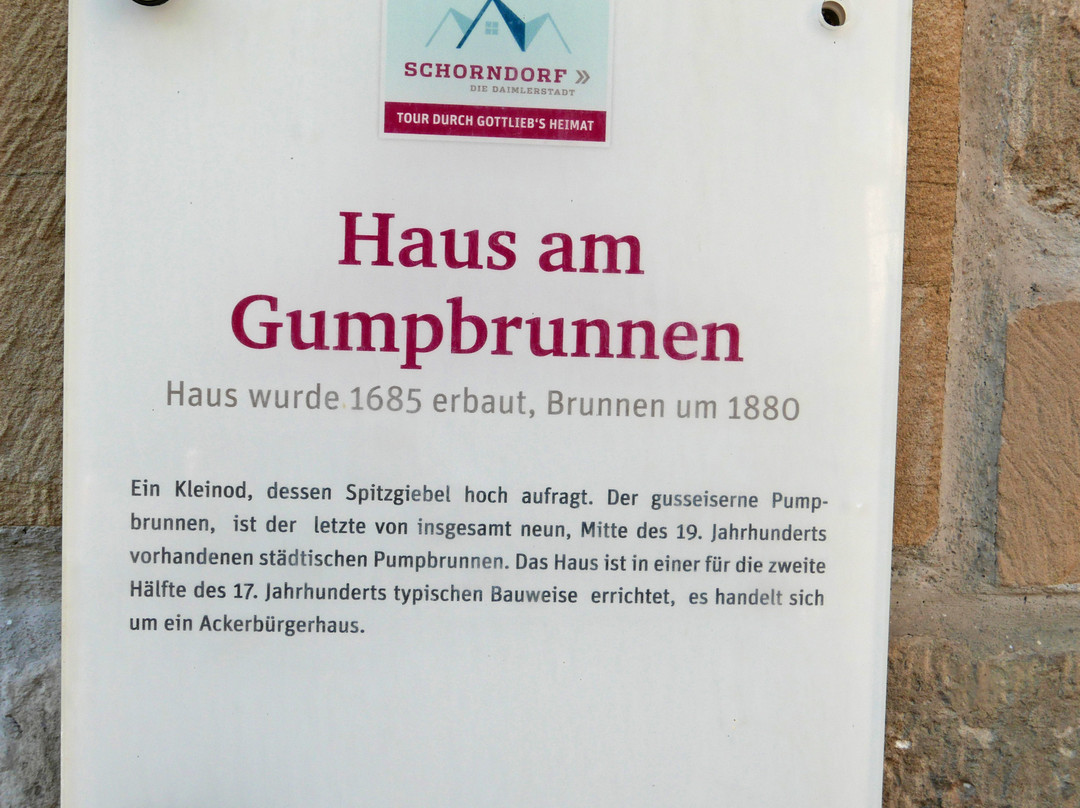 SCHORNDORF »
DIE DAIMLERSTADT
TOUR DURCH GOTTLIEB'S HEIMAT
Haus am
Gumpbrunnen
Haus wurde 1685 erbaut, Brunnen um 1880
Ein Kleinod, dessen Spitzgiebel hoch aufragt. Der gusseiserne Pump-
brunnen, ist der letzte von insgesamt neun, Mitte des 19. Jahrhunderts
vorhandenen städtischen Pumpbrunnen. Das Haus ist in einer für die zweite
Hälfte des 17. Jahrhunderts typischen Bauweise errichtet, es handelt sich
um ein Ackerbürgerhaus.